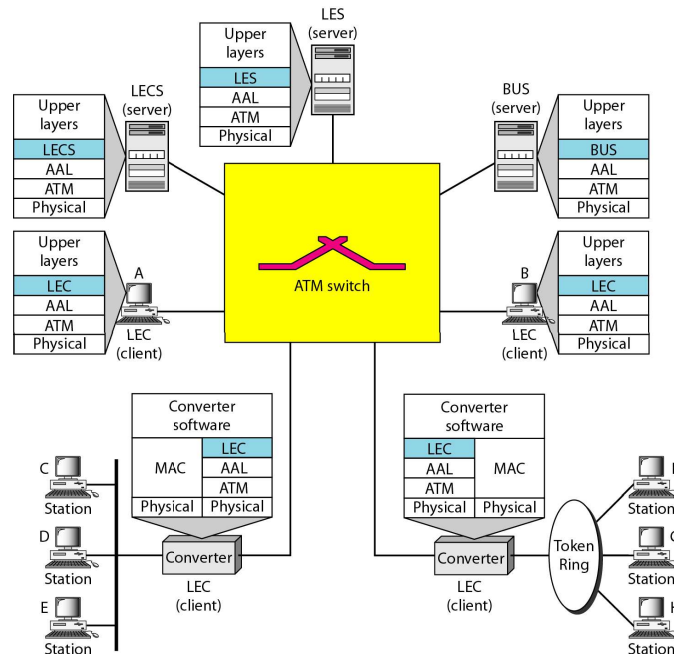 LES
(server)
Upper
layers
LES
AAL
ATM
Physical
LECS
(server)
Upper
layers
LECS
AAL
ATM
Physical
BUS
(server)
Upper
layers
BUS
AAL
ATM
Physical
Upper
layers
LEC
AAL
ATM
Physical
A
LEC
(client)
ATM switch
B
LEC
(client)
Upper
layers
LEC
AAL
ATM
Physical
Converter
software
MAC
LEC
AAL
ATM
Physical
Physical
Converter
LEC
(client)
Converter
software
LEC
AAL
ATM
MAC
Physical
Physical
Converter
LEC
(client)
C
Station
D
Station
E
Station
Token
Ring
Station
Station
Station